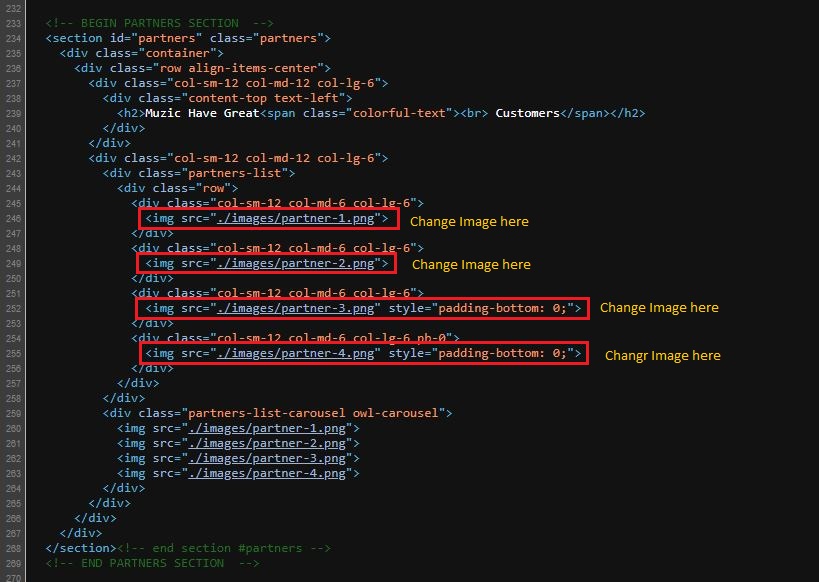 232
233 <!-- BEGIN PARTNERS SECTION  -->
234 <section id="partners" class="partners">
235   <div class="container">
236     <div class="row align-items-center">
237       <div class="col-sm-12 col-md-12 col-lg-6">
238         <div class="content-top text-left">
239           <h2>Muzic Have Great<span class="colorful-text"><br> Customers</span></h2>
240         </div>
241       </div>
242       <div class="col-sm-12 col-md-12 col-lg-6">
243         <div class="partners-list">
244           <div class="row">
245             <div class="col-sm-12 col-md-6 col-lg-6">
246               <img src="./images/partner-1.png"> Change Image here
247             </div>
248             <div class="col-sm-12 col-md-6 col-lg-6">
249               <img src="./images/partner-2.png"> Change Image here
250             </div>
251             <div class="col-sm-12 col-md-6 col-lg-6">
252               <img src="./images/partner-3.png" style="padding-bottom: 0;"> Change Image here
253             </div>
254             <div class="col-sm-12 col-md-6 col-lg-6 pb-0">
255               <img src="./images/partner-4.png" style="padding-bottom: 0;"> Changr Image here
256             </div>
257           </div>
258         </div>
259         <div class="partners-list-carousel owl-carousel">
260           <img src="./images/partner-1.png">
261           <img src="./images/partner-2.png">
262           <img src="./images/partner-3.png">
263           <img src="./images/partner-4.png">
264         </div>
265       </div>
266     </div>
267   </div>
268 </section><!-- end section #partners -->
269 <!-- END PARTNERS SECTION  -->
270